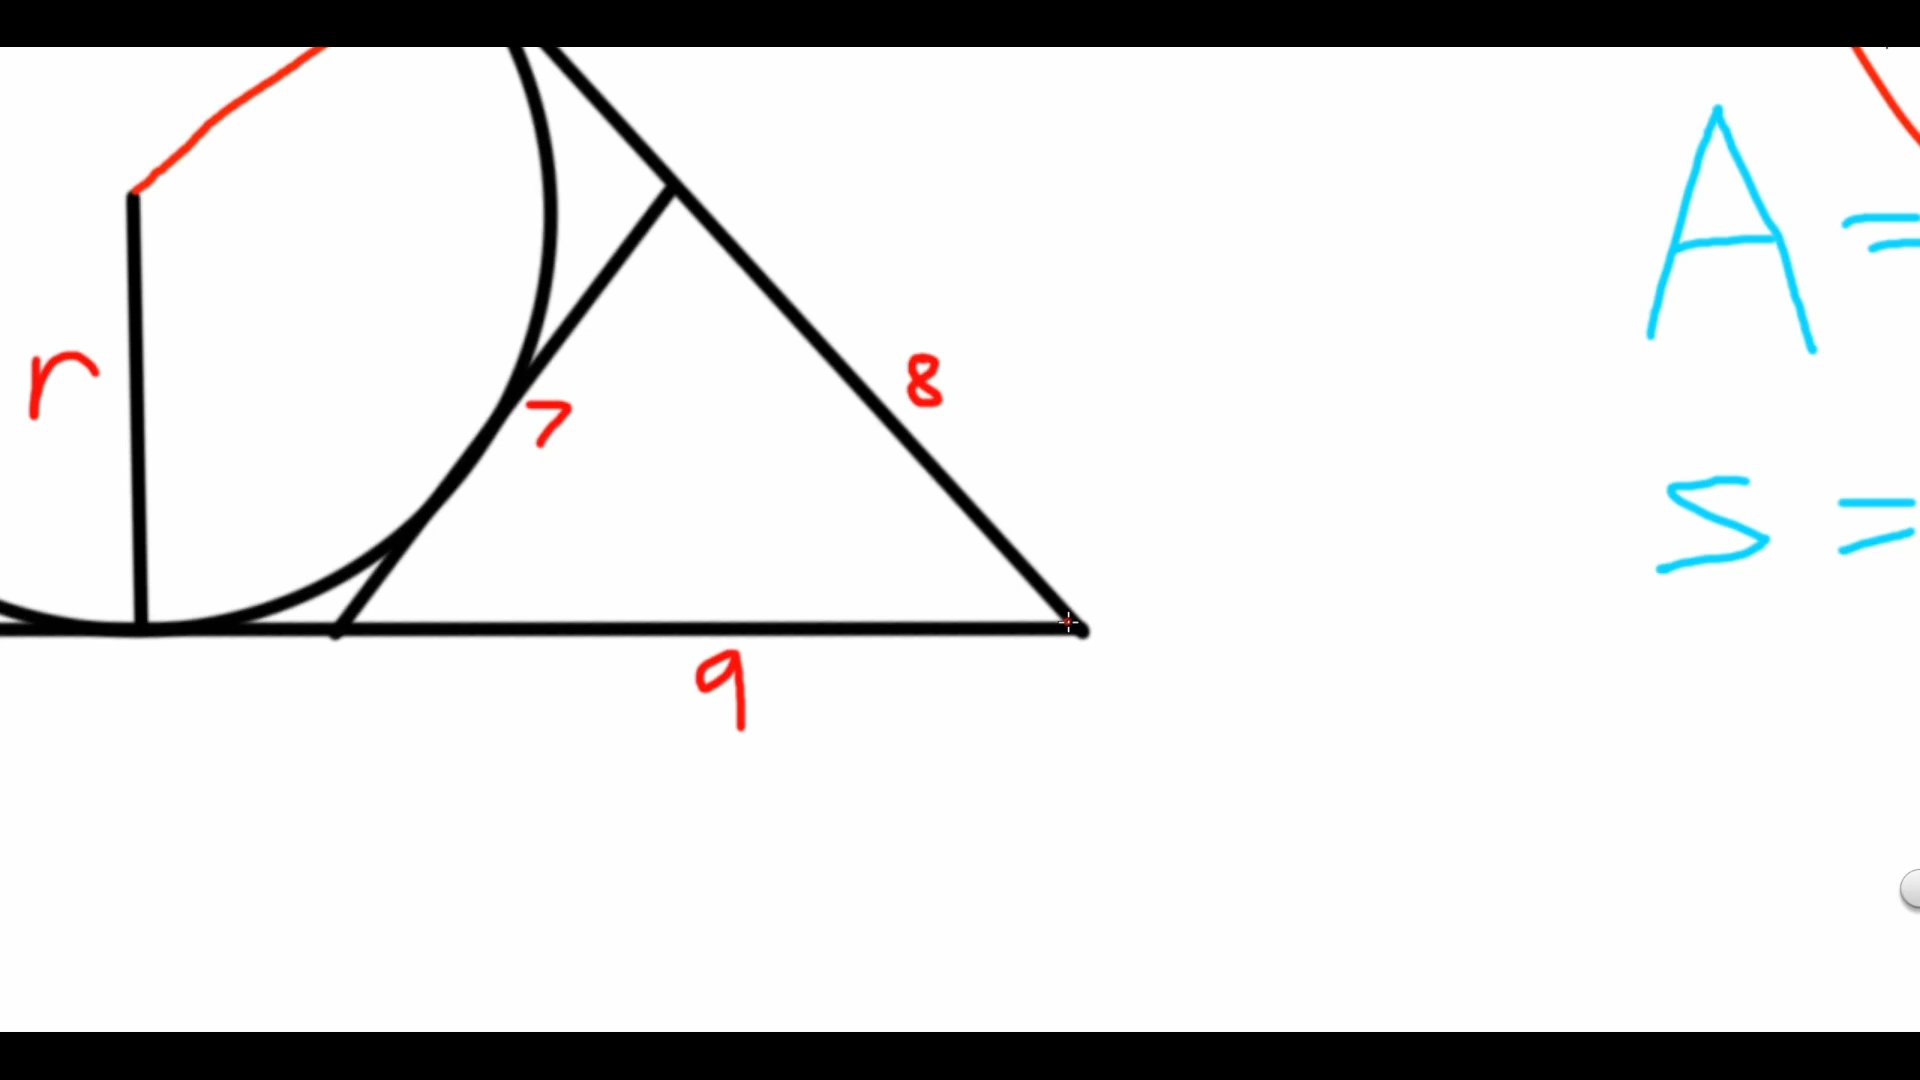 A =
r
8
7
s =
9